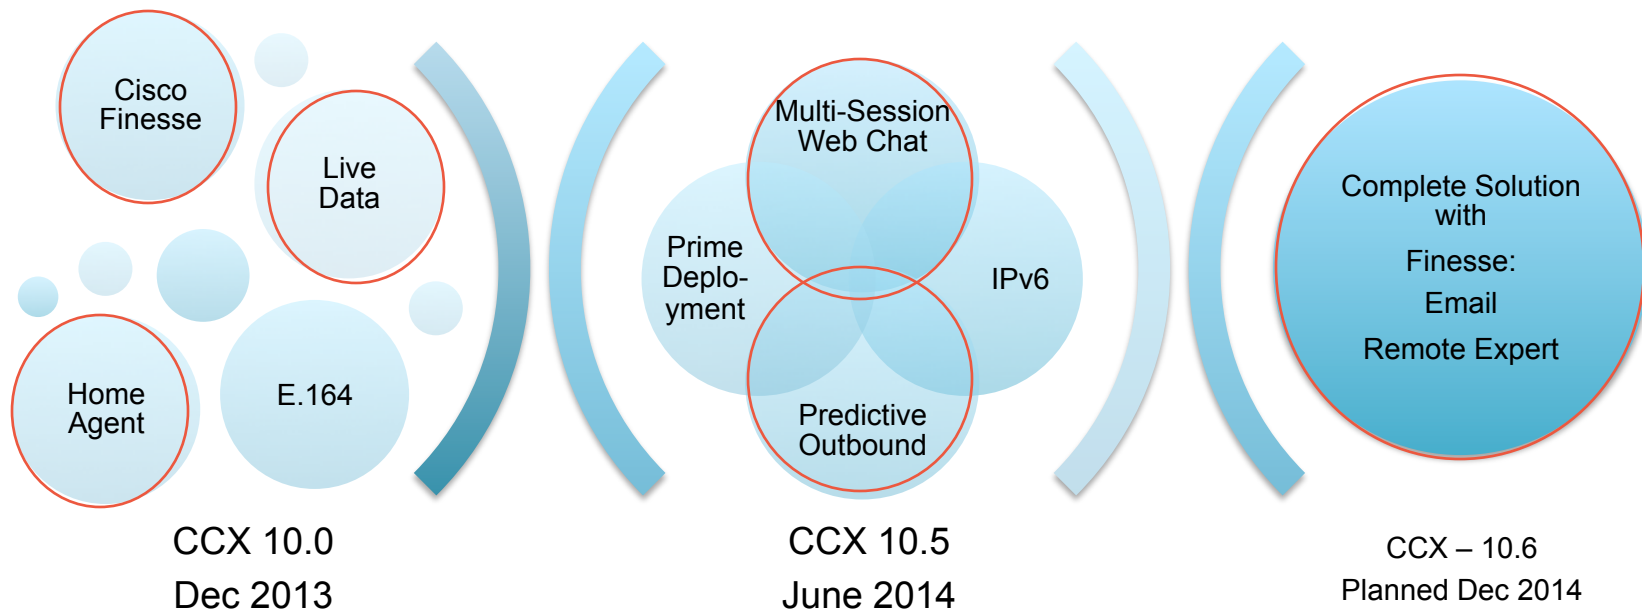 Cisco
Finesse
Live
Data
Home
Agent
E.164
CCX 10.0
Dec 2013
Multi-Session
Web Chat
Prime
Deplo-
yment
IPv6
Predictive
Outbound
CCX 10.5
June 2014
Complete Solution
with
Finesse:
Email
Remote Expert
CCX – 10.6
Planned Dec 2014